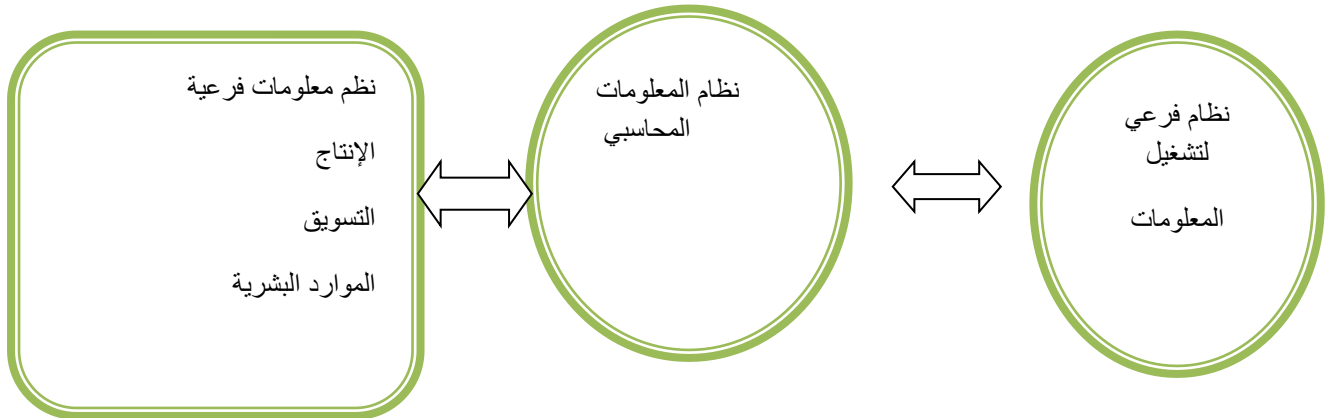 نظام فرعي
لتشغيل
المعلومات
نظام المعلومات
المحاسبي
نظم معلومات فرعية
الإنتاج
التسويق
الموارد البشرية